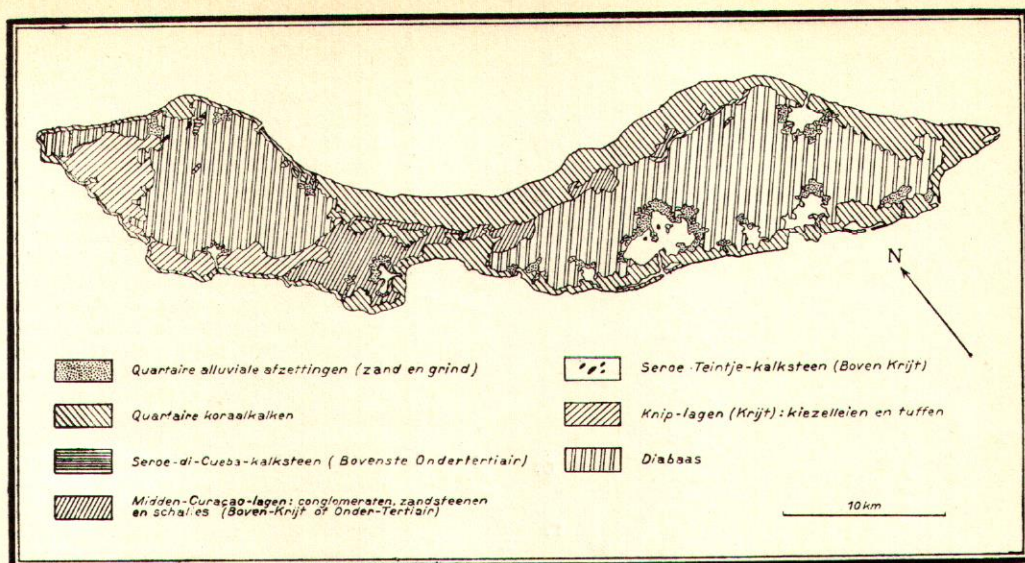 N
Quartaire alluviale afzettingen (zand en grind)
Quartaire koraalkalken
Seroe-di-Cueba-kalksteen (Bovenste Ondertertiair)
Midden-Curaçao-lagen: conglomeraten, zandsteenen
en schalies (Boven-Krijt of Onder-Tertiair)
Seroe Teintje-kalksteen (Boven Krijt)
Knip-lagen (Krijt): kiezelleien en tuffen
Diabaas
10 km